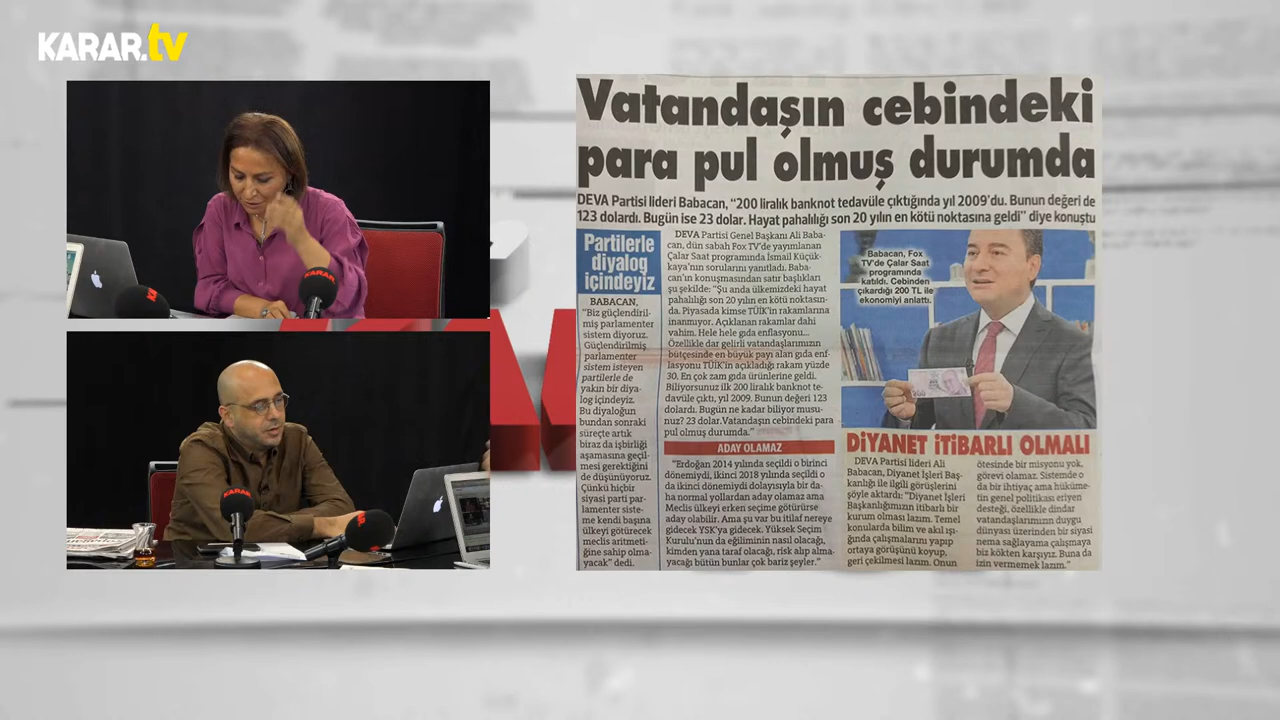 KARAR.tv
Vatandaşın cebindeki
para pul olmuş durumda
DEVA Partisi lideri Babacan, “200 liralık banknot tedavüle çıktığında yıl 2009’du. Bunun değeri de
123 dolardı. Bugün ise 23 dolar. Hayat pahalılığı son 20 yılın en kötü noktasına geldi” diye konuştu
Partilerle
diyalog
içindeyiz
BABACAN,
“Biz güçlendiril-
miş parlamenter
sistem diyoruz.
Güçlendirilmiş
parlamenter
sistem isteyen
partilerle de
yakın bir diya-
log içindeyiz.
Bu diyaloğun
bundan sonraki
süreçte artık
biraz da işbirliği
aşamasına geçil-
mesi gerektiğini
de düşünüyoruz.
Çünkü hiçbir
siyasi parti par-
lamenter siste-
me kendi başına
ülkeyi götürecek
meclis aritmeti-
ğine sahip olma-
yacak” dedi.
DEVA Partisi Genel Başkanı Ali Baba-
can, dün sabah Fox TV’de yayımlanan
Çalar Saat programında İsmail Küçük-
kaya’nın sorularını yanıtladı. Baba-
can’ın konuşmasından satır başlıkları
şu şekilde: “Şu anda ülkemizdeki hayat
pahalılığı son 20 yılın en kötü noktasın-
da. Piyasada kimse TÜİK’in rakamlarına
inanmıyor. Açıklanan rakamlar dahi
vahim. Hele hele gıda enflasyonu...
Özellikle dar gelirli vatandaşlarımızın
bütçesinde en büyük payı alan gıda enf-
lasyonu TÜİK’in açıkladığı rakam yüzde
30. En çok zam gıda ürünlerine geldi.
Biliyorsunuz ilk 200 liralık banknot te-
davüle çıktı, yıl 2009. Bunun değeri 123
dolardı. Bugün ne kadar biliyor musu-
nuz? 23 dolar.Vatandaşın cebindeki para
pul olmuş durumda.”
ADAY OLAMAZ
“Erdoğan 2014 yılında seçildi o birinci
dönemiydi, ikinci 2018 yılında seçildi o
da ikinci dönemiydi dolayısıyla bir da-
ha normal yollardan aday olamaz ama
Meclis ülkeyi erken seçime götürürse
aday olabilir. Ama şu var bu itilaf nereye
gidecek YSK’ya gidecek. Yüksek Seçim
Kurulu’nun da eğiliminin nasıl olacağı,
kimden yana taraf olacağı, risk alıp alma-
yacağı bütün bunlar çok bariz şeyler.”
Babacan, Fox
TV’de Çalar Saat
programında
katıldı. Cebinden
çıkardığı 200 TL ile
ekonomiyi anlattı.
DİYANET İTİBARLI OLMALI
DEVA Partisi lideri Ali
Babacan, Diyanet İşleri Baş-
kanlığı ile ilgili görüşlerini
şöyle aktardı: “Diyanet İşleri
Başkanlığımızın itibarlı bir
kurum olması lazım. Temel
konularda bilim ve akıl ışı-
ğında çalışmalarını yapıp
ortaya görüşünü koyup,
geri çekilmesi lazım. Onun
ötesinde bir misyonu yok,
görevi olamaz. Sistemde o
da bir ihtiyaç ama hüküme-
tin genel politikası eriyen
desteği, özellikle dindar
vatandaşlarımızın duygu
dünyası üzerinden bir siyasi
nema sağlayama çalışmaya
biz kökten karşıyız. Buna da
izin vermemek lazım.”
KARAR
KARAR
KARAR
KARAR